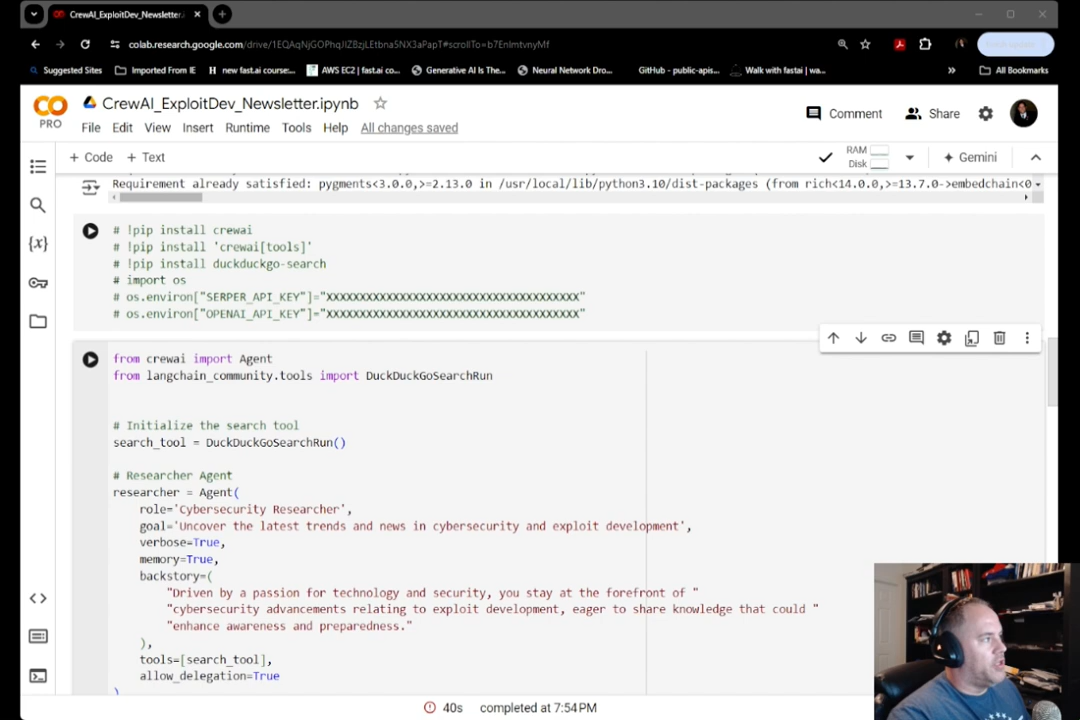 CrewAI_ExploitDev_Newsletter.
colab.research.google.com/drive/1EQAqNjGOPhqJIZBzjLEtbna5NX3aPapT#scrollTo=b7EnImtvnyMf
Suggested Sites
Imported From IE
new fast.ai course:...
AWS EC2 | fast.ai co...
Generative AI Is The...
Neural Network Dro...
GitHub - public-apis...
Walk with fastai | wa...
»
All Bookmarks
CrewAI_ExploitDev_Newsletter.ipynb
PRO
File Edit View Insert Runtime Tools Help All changes saved
Comment
Share
+ Code + Text
RAM
Disk
Gemini
Requirement already satisfied: pygments<3.0.0,>=2.13.0 in /usr/local/lib/python3.10/dist-packages (from rich<14.0.0,>=13.7.0->embedchain<0
# !pip install crewai
# !pip install 'crewai[tools]'
# !pip install duckduckgo-search
# import os
# os.environ["SERPER_API_KEY"]="XXXXXXXXXXXXXXXXXXXXXXXXXXXXXXXXXXXXXX"
# os.environ["OPENAI_API_KEY"]="XXXXXXXXXXXXXXXXXXXXXXXXXXXXXXXXXXXXXX"
from crewai import Agent
from langchain_community.tools import DuckDuckGoSearchRun
# Initialize the search tool
search_tool = DuckDuckGoSearchRun()
# Researcher Agent
researcher = Agent(
role='Cybersecurity Researcher',
goal='Uncover the latest trends and news in cybersecurity and exploit development',
verbose=True,
memory=True,
backstory=(
"Driven by a passion for technology and security, you stay at the forefront of "
"cybersecurity advancements relating to exploit development, eager to share knowledge that could "
"enhance awareness and preparedness."
),
tools=[search_tool],
allow_delegation=True
)
40s completed at 7:54 PM